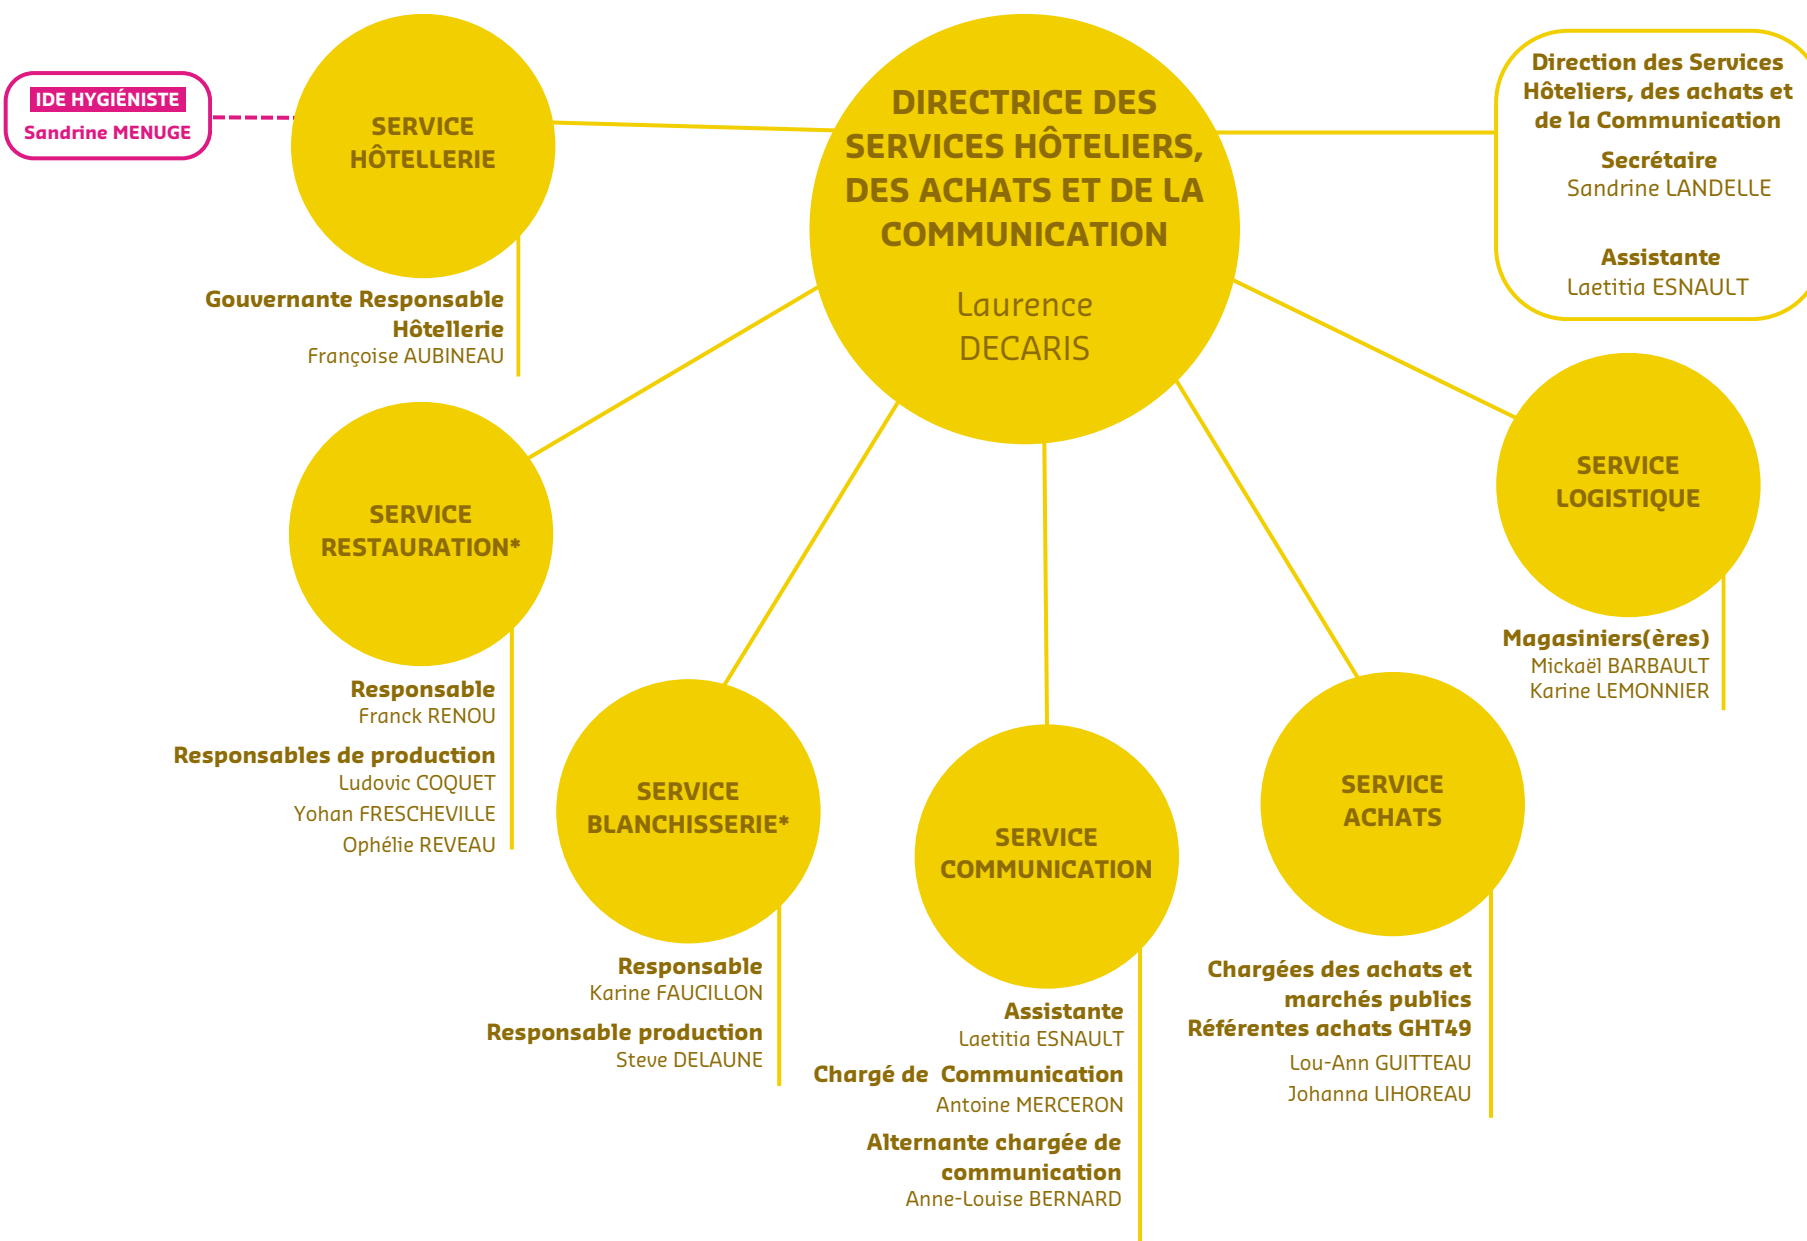 IDE HYGIÉNISTE
Sandrine MENUGE
SERVICE
HÔTELLERIE
Gouvernante Responsable
Hôtellerie
Françoise AUBINEAU
DIRECTRICE DES
SERVICES HÔTELIERS,
DES ACHATS ET DE LA
COMMUNICATION
Laurence
DECARIS
Direction des Services
Hôteliers, des achats et
de la Communication
Secrétaire
Sandrine LANDELLE
Assistante
Laetitia ESNAULT
SERVICE
RESTAURATION*
Responsable
Franck RENOU
Responsables de production
Ludovic COQUET
Yohan FRESCHEVILLE
Ophélie REVEAU
SERVICE
BLANCHISSERIE*
Responsable
Karine FAUCILLON
Responsable production
Steve DELAUNE
SERVICE
COMMUNICATION
Assistante
Laetitia ESNAULT
Chargé de Communication
Antoine MERCERON
Alternante chargée de
communication
Anne-Louise BERNARD
SERVICE
ACHATS
Chargées des achats et
marchés publics
Référentes achats GHT49
Lou-Ann GUITTEAU
Johanna LIHOREAU
SERVICE
LOGISTIQUE
Magasiniers(ères)
Mickaël BARBAULT
Karine LEMONNIER